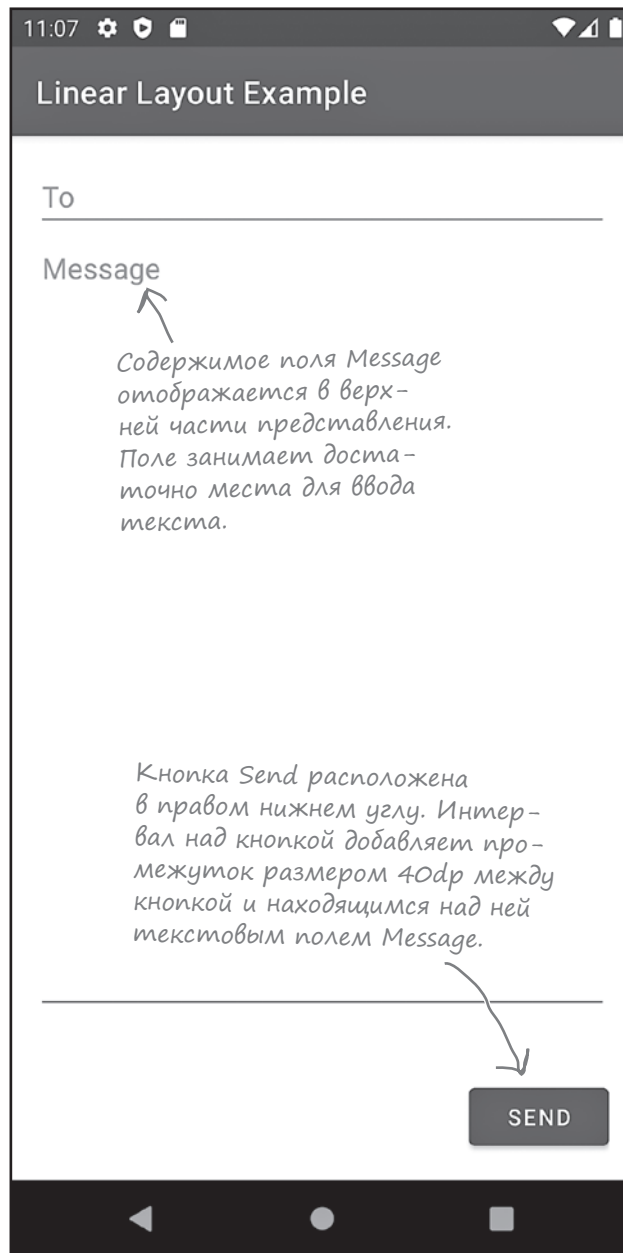 11:07
Linear Layout Example
To
Message
Содержимое поля Message
отображается в верх-
ней части представления.
Поле занимает доста-
точно места для ввода
текста.
Кнопка Send расположена
в правом нижнем углу. Интер-
вал над кнопкой добавляет про-
межуток размером 40dp между
кнопкой и находящимся над ней
текстовым полем Message.
SEND